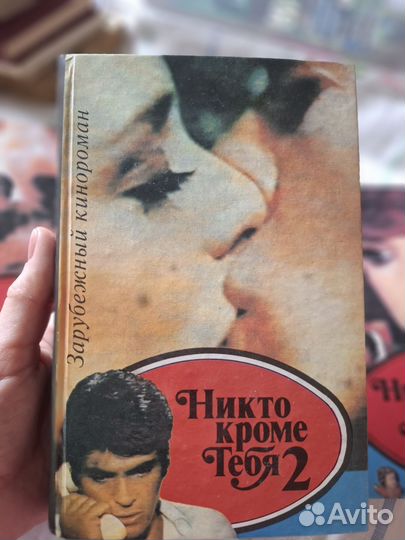 Зарубежный кинороман
Никто
кроме
Тебя 2
Avito